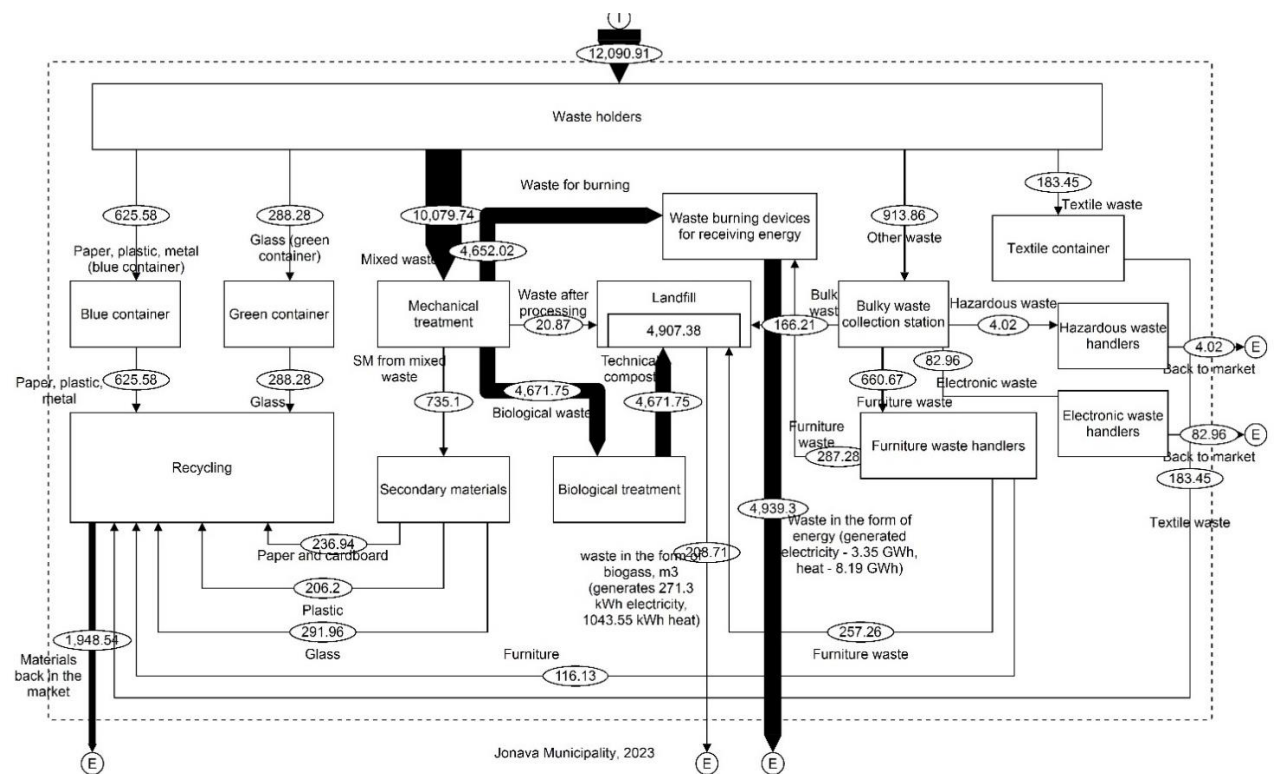 I
12,090.91
Waste holders
625.58
288.28
10,079.74
Waste for burning
4,652.02
913.86
183.45
Paper, plastic, metal
(blue container)
Glass (green
container)
Mixed waste
Waste burning devices
for receiving energy
Other waste
Textile waste
Textile container
Blue container
Green container
Mechanical
treatment
Waste after
processing
20.87
Landfill
4,907.38
Bulk
wast
166.21
Bulky waste
collection station
Hazardous waste
4.02
Hazardous waste
handlers
4.02
E
Back to market
Paper, plastic,
metal
625.58
288.28
Glass
SM from mixed
waste
735.1
4,671.75
Biological waste
Technical
compost
4,671.75
660.67
Furniture waste
82.96
Electronic waste
Electronic waste
handlers
82.96
E
Back to market
Recycling
Secondary materials
Biological treatment
Furniture
waste
287.28
Furniture waste handlers
183.45
Textile waste
236.94
Paper and cardboard
206.2
Plastic
291.96
Glass
waste in the form of
biogass, m3
(generates 271.3
kWh electricity,
1043.55 kWh heat)
208.71
4,939.3
Waste in the form of
energy (generated
electricity - 3.35 GWh,
heat - 8.19 GWh)
257.26
Furniture waste
1,948.54
Materials
back in the
market
Furniture
116.13
E
Jonava Municipality, 2023
E
E